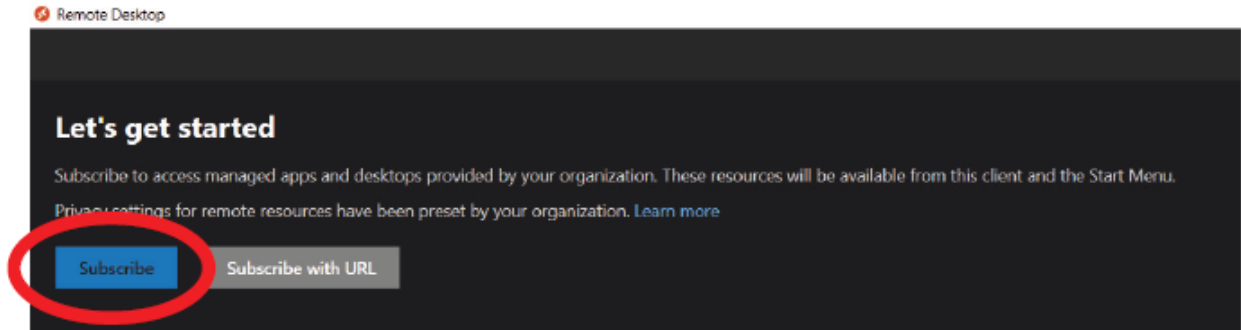 Remote Desktop
Let's get started
Subscribe to access managed apps and desktops provided by your organization. These resources will be available from this client and the Start Menu.
Privacy settings for remote resources have been preset by your organization. Learn more
Subscribe Subscribe with URL